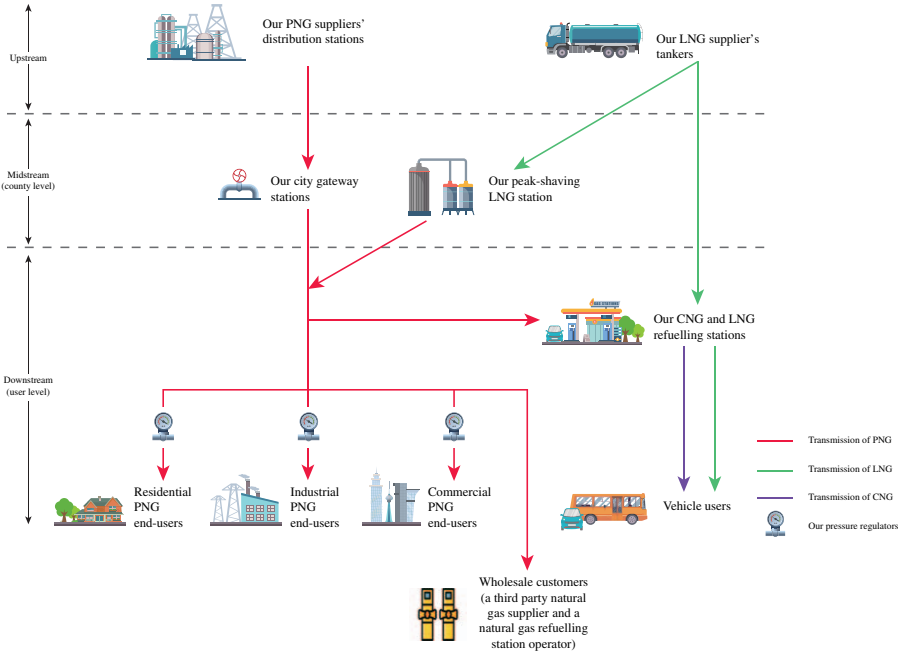 Our PNG suppliers'
distribution stations
Our LNG supplier's
tankers
Upstream
Midstream
(county level)
Our city gateway
stations
Our peak-shaving
LNG station
GAS STATIONS
Our CNG and LNG
refuelling stations
Downstream
(user level)
Residential
PNG
end-users
Industrial
PNG
end-users
Commercial
PNG
end-users
Vehicle users
Transmission of PNG
Transmission of LNG
Transmission of CNG
Our pressure regulators
Wholesale customers
(a third party natural
gas supplier and a
natural gas refuelling
station operator)